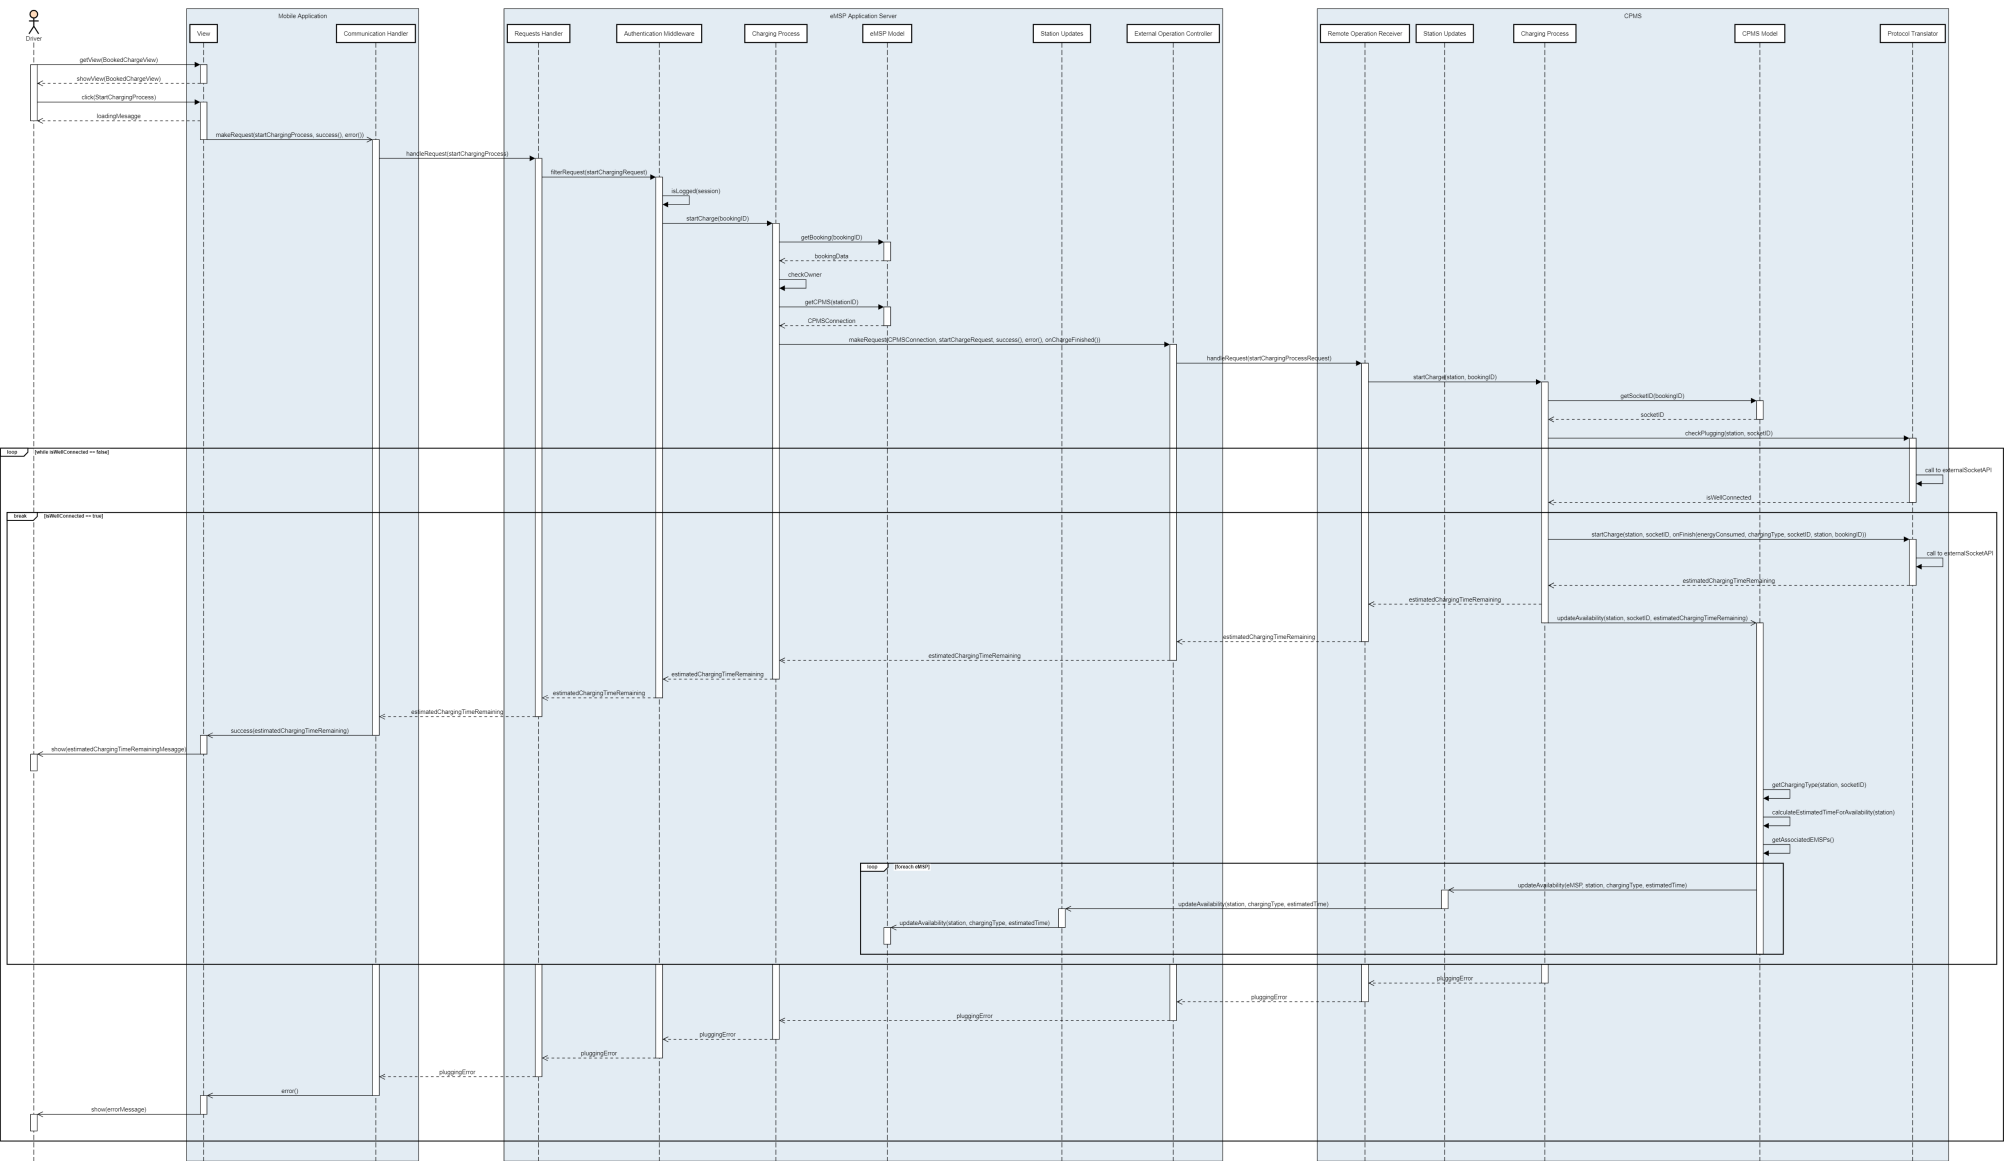 Mobile Application
eMSP Application Server
CPMS
Driver
View
Communication Handler
Requests Handler
Authentication Middleware
Charging Process
eMSP Model
Station Updates
External Operation Controller
Remote Operation Receiver
Station Updates
Charging Process
CPMS Model
Protocol Translator
getView(BookedChargeView)
showView(BookedChargeView)
click(StartChargingProcess)
loadingMesagge
makeRequest(startChargingProcess, success(), error())
handleRequest(startChargingProcess)
filterRequest(startChargingRequest)
isLogged(session)
startCharge(bookingID)
getBooking(bookingID)
bookingData
checkOwner
getCPMS(stationID)
CPMSConnection
makeRequest(CPMSConnection, startChargeRequest, success(), error(), onChargeFinished())
handleRequest(startChargingProcessRequest)
startCharge(station, bookingID)
getSocketID(bookingID)
socketID
checkPlugging(station, socketID)
loop
[while isWellConnected == false]
call to externalSocketAPI
isWellConnected
break
[isWellConnected == true]
startCharge(station, socketID, onFinish(energyConsumed, chargingType, socketID, station, bookingID))
call to externalSocketAPI
estimatedChargingTimeRemaining
estimatedChargingTimeRemaining
updateAvailability(station, socketID, estimatedChargingTimeRemaining)
estimatedChargingTimeRemaining
estimatedChargingTimeRemaining
estimatedChargingTimeRemaining
estimatedChargingTimeRemaining
estimatedChargingTimeRemaining
success(estimatedChargingTimeRemaining)
show(estimatedChargingTimeRemainingMesagge)
getChargingType(station, socketID)
calculateEstimatedTimeForAvailability(station)
getAssociatedEMSPs()
loop
[foreach eMSP]
updateAvailability(eMSP, station, chargingType, estimatedTime)
updateAvailability(station, chargingType, estimatedTime)
updateAvailability(station, chargingType, estimatedTime)
pluggingError
pluggingError
pluggingError
pluggingError
pluggingError
pluggingError
error()
show(errorMessage)